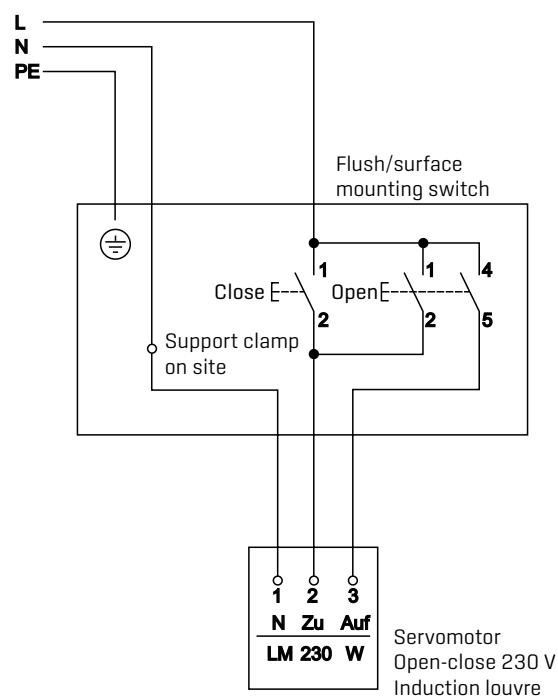 L
N
PE
Flush/surface
mounting switch
1
1
4
Close
Open
2
2
5
Support clamp
on site
1 2 3
N Zu Auf
LM 230 W
Servomotor
Open-close 230 V
Induction louvre